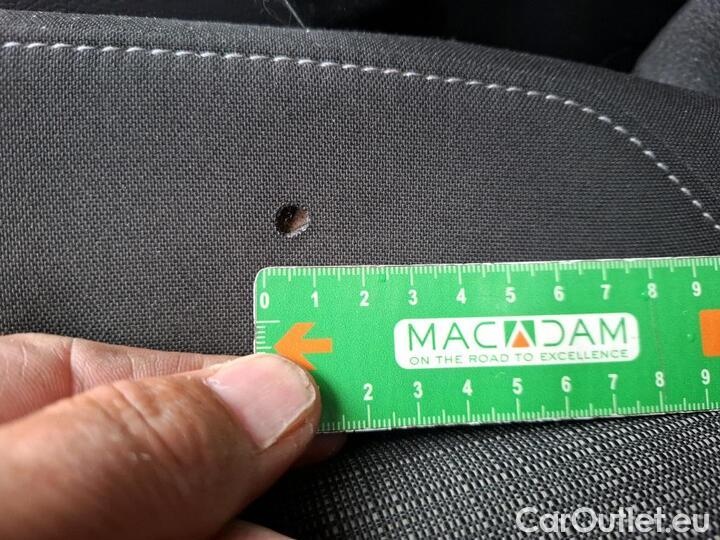 0 1 2 3 4 5 6 7 8 9
MACADAM
ON THE ROAD TO EXCELLENCE
2 3 4 5 6 7 8 9
CarOutlet.eu